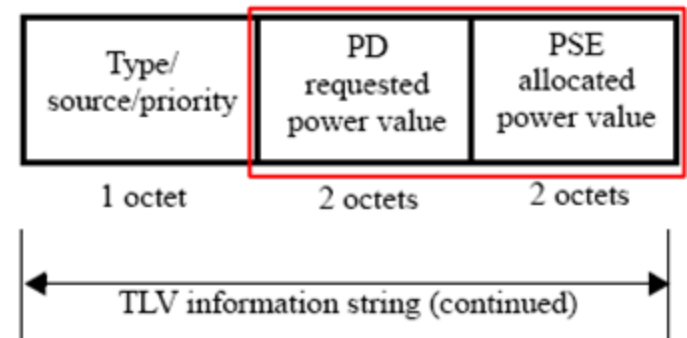 Type/
source/priority
PD
requested
power value
PSE
allocated
power value
1 octet
2 octets
2 octets
TLV information string (continued)